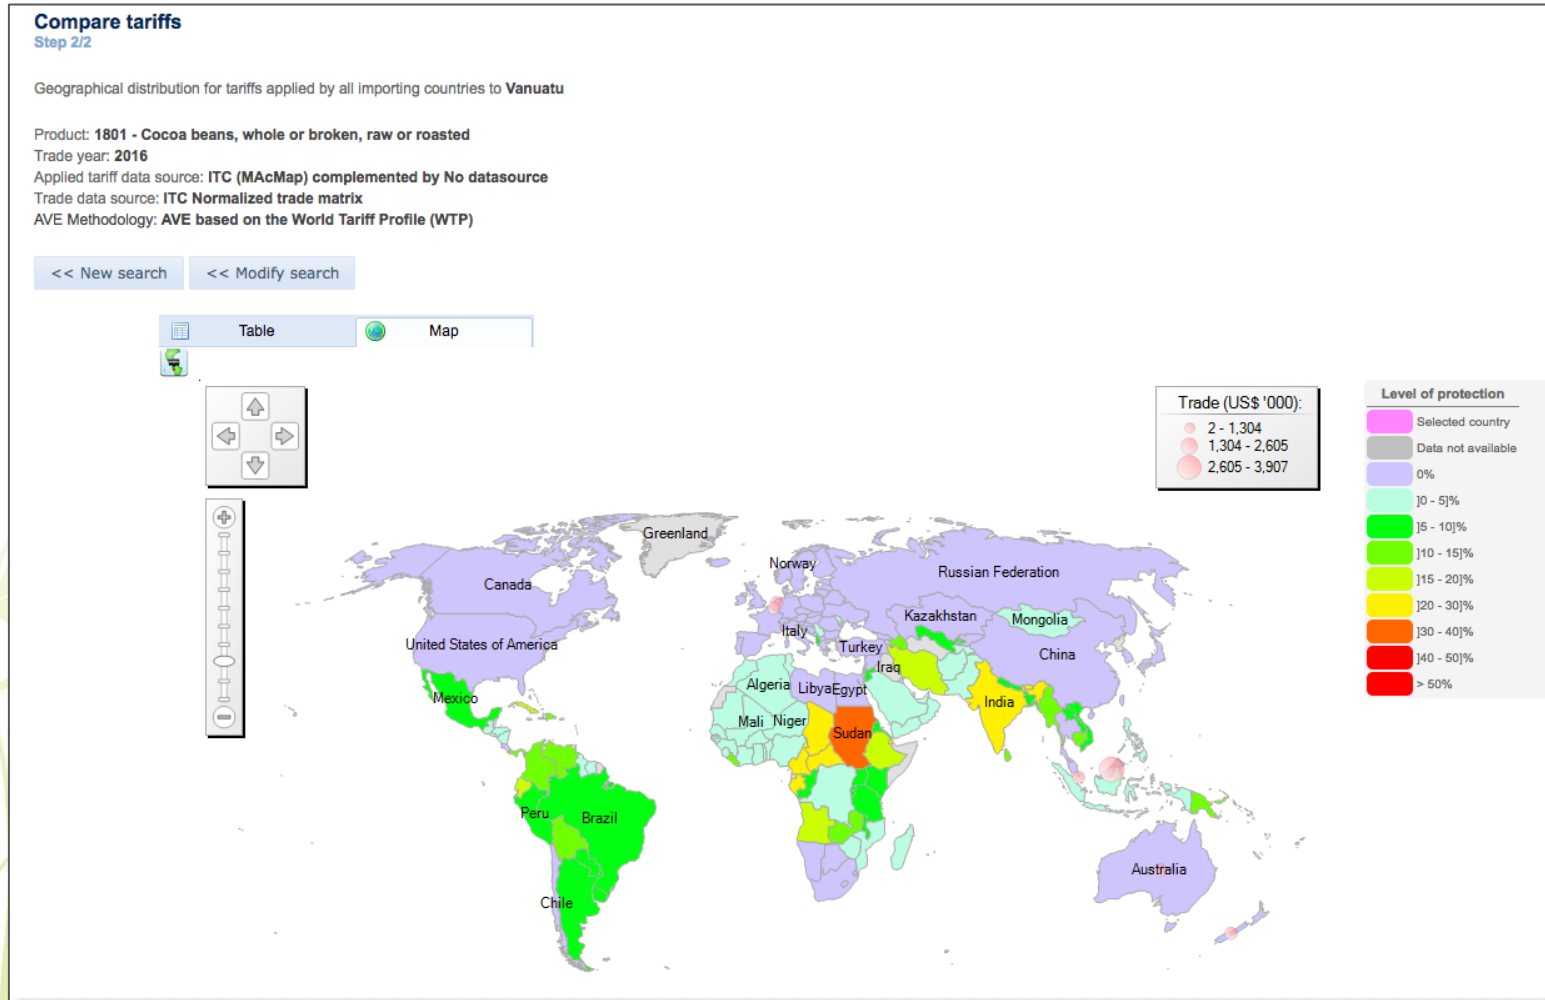 Compare tariffs
Step 2/2
Geographical distribution for tariffs applied by all importing countries to Vanuatu
Product: 1801 - Cocoa beans, whole or broken, raw or roasted
Trade year: 2016
Applied tariff data source: ITC (MAcMap) complemented by No datasource
Trade data source: ITC Normalized trade matrix
AVE Methodology: AVE based on the World Tariff Profile (WTP)
<< New search
<< Modify search
Table
Map
Trade (US$ '000):
2 - 1,304
1,304 - 2,605
2,605 - 3,907
Level of protection
Selected country
Data not available
0%
]0 - 5]%
]5 - 10]%
]10 - 15]%
]15 - 20]%
]20 - 30]%
]30 - 40]%
]40 - 50]%
> 50%
Greenland
Norway
Russian Federation
Canada
Kazakhstan
Mongolia
Italy
United States of America
Turkey
China
Iraq
Algeria
Libya
Egypt
Mexico
India
Mali
Niger
Sudan
Peru
Brazil
Australia
Chile